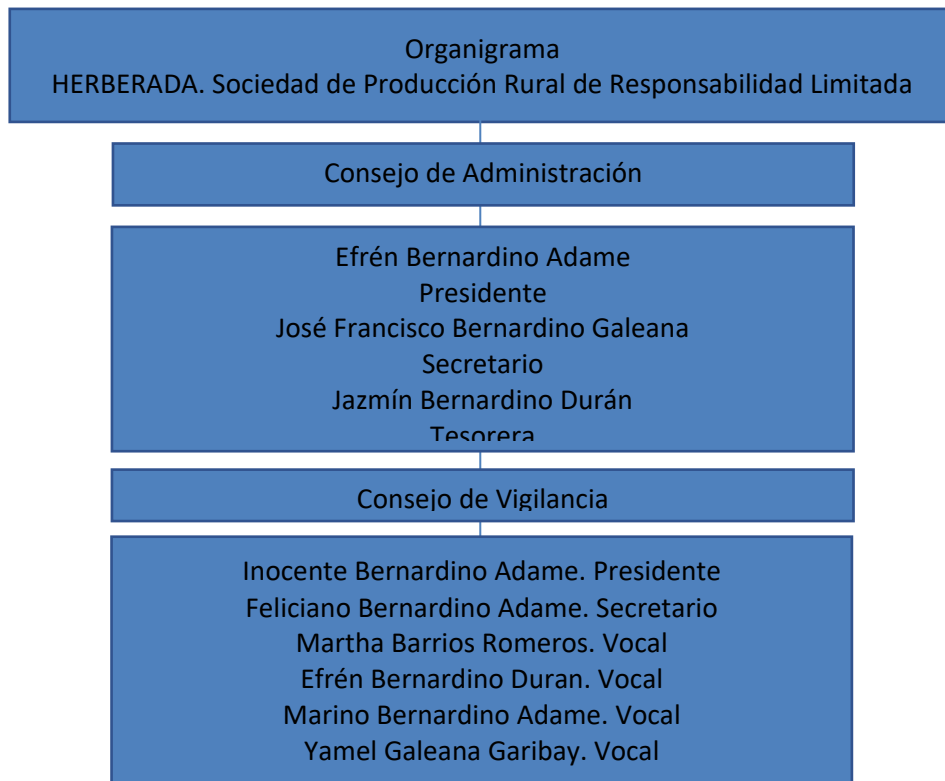 Organigrama
HERBERADA. Sociedad de Producción Rural de Responsabilidad Limitada
Consejo de Administración
Efrén Bernardino Adame
Presidente
José Francisco Bernardino Galeana
Secretario
Jazmín Bernardino Durán
Tesorera
Consejo de Vigilancia
Inocente Bernardino Adame. Presidente
Feliciano Bernardino Adame. Secretario
Martha Barrios Romeros. Vocal
Efrén Bernardino Duran. Vocal
Marino Bernardino Adame. Vocal
Yamel Galeana Garibay. Vocal